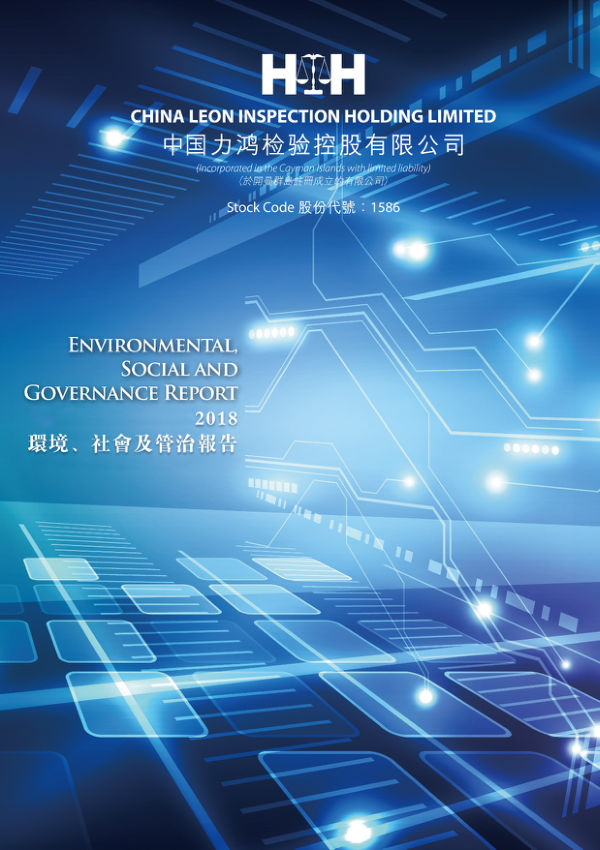 H H
CHINA LEON INSPECTION HOLDING LIMITED
中国力鸿检验控股有限公司
(Incorporated in the Cayman Islands with limited liability)
（於開曼群島註冊成立的有限公司）
Stock Code 股份代號：1586
ENVIRONMENTAL,
SOCIAL AND
GOVERNANCE REPORT
2018
環境、社會及管治報告